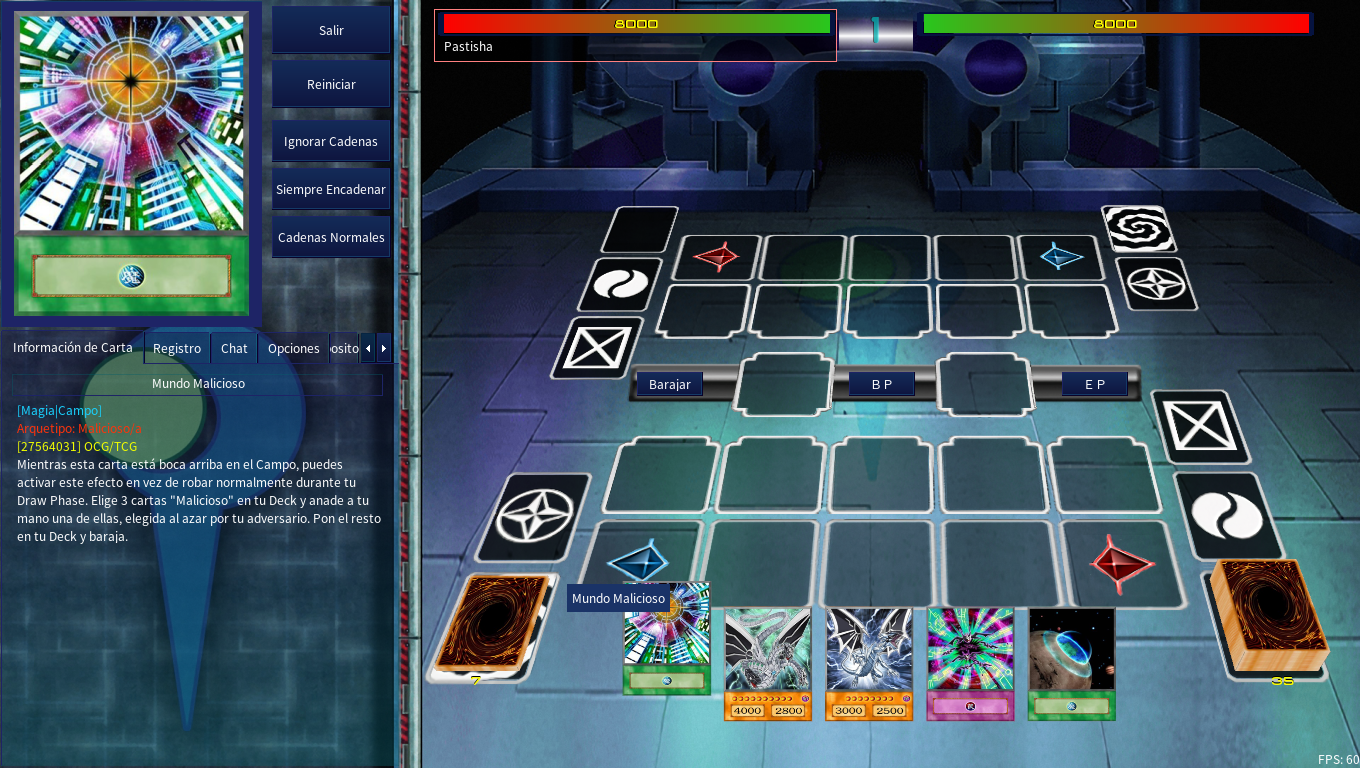 Salir
Reiniciar
Ignorar Cadenas
Siempre Encadenar
Cadenas Normales
Información de Carta
Registro
Chat
Opciones
osito
Mundo Malicioso
[Magia|Campo]
Arquetipo: Malicioso/a
[27564031] OCG/TCG
Mientras esta carta está boca arriba en el Campo, puedes
activar este efecto en vez de robar normalmente durante tu
Draw Phase. Elige 3 cartas "Malicioso" en tu Deck y anade a tu
mano una de ellas, elegida al azar por tu adversario. Pon el resto
en tu Deck y baraja.
8000
Pastisha
1
8000
Barajar
B P
E P
Mundo Malicioso
4000 2800
3000 2500
7
35
FPS: 60